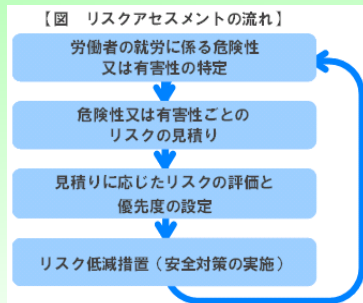 【図 リスクアセスメントの流れ】
労働者の就労に係る危険性
又は有害性の特定
危険性又は有害性ごとの
リスクの見積り
見積りに応じたリスクの評価と
優先度の設定
リスク低減措置（安全対策の実施）